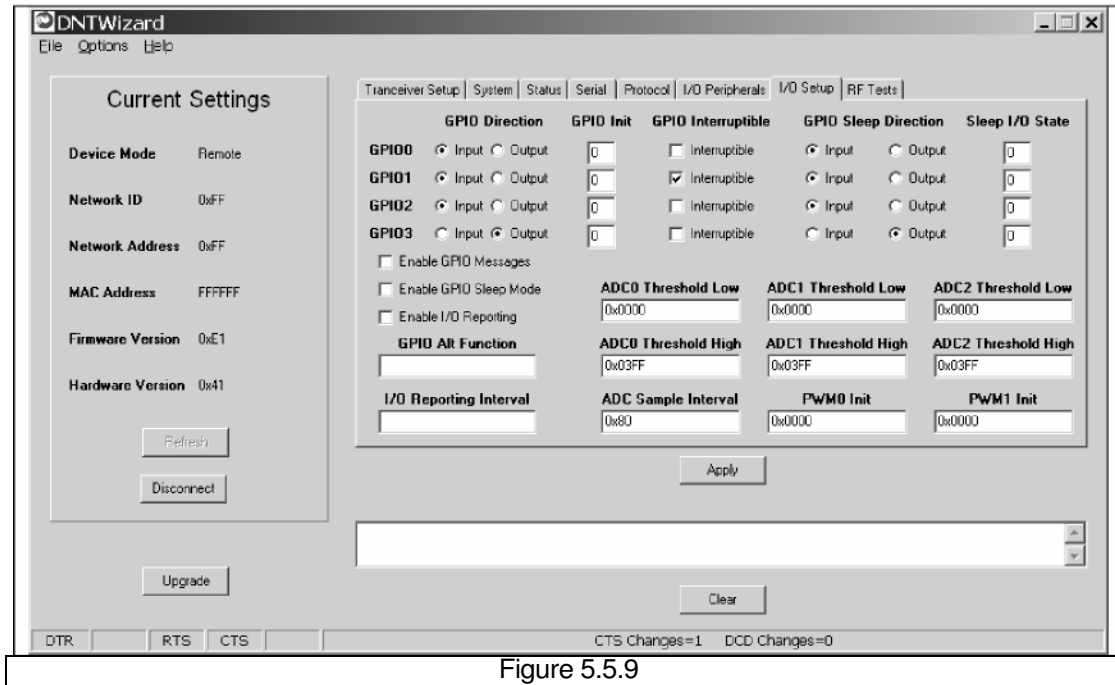 DNTWizard
File Options Help
Current Settings
Device Mode Remote
Network ID 0xFF
Network Address 0xFF
MAC Address FFFFFF
Firmware Version 0xE1
Hardware Version 0x41
Refresh
Disconnect
Upgrade
Tranceiver Setup System Status Serial Protocol I/O Peripherals I/O Setup RF Tests
GPIO Direction GPIO Init GPIO Interruptible GPIO Sleep Direction Sleep I/O State
GPIO0 Input Output 0 Interruptible Input Output 0
GPIO1 Input Output 0 Interruptible Input Output 0
GPIO2 Input Output 0 Interruptible Input Output 0
GPIO3 Input Output 0 Interruptible Input Output 0
Enable GPIO Messages
Enable GPIO Sleep Mode
Enable I/O Reporting
ADC0 Threshold Low ADC1 Threshold Low ADC2 Threshold Low
0x0000 0x0000 0x0000
GPIO Alt Function ADC0 Threshold High ADC1 Threshold High ADC2 Threshold High
0x03FF 0x03FF 0x03FF
I/O Reporting Interval ADC Sample Interval PWM0 Init PWM1 Init
0x80 0x0000 0x0000
Apply
Clear
DTR RTS CTS CTS Changes=1 DCD Changes=0
Figure 5.5.9